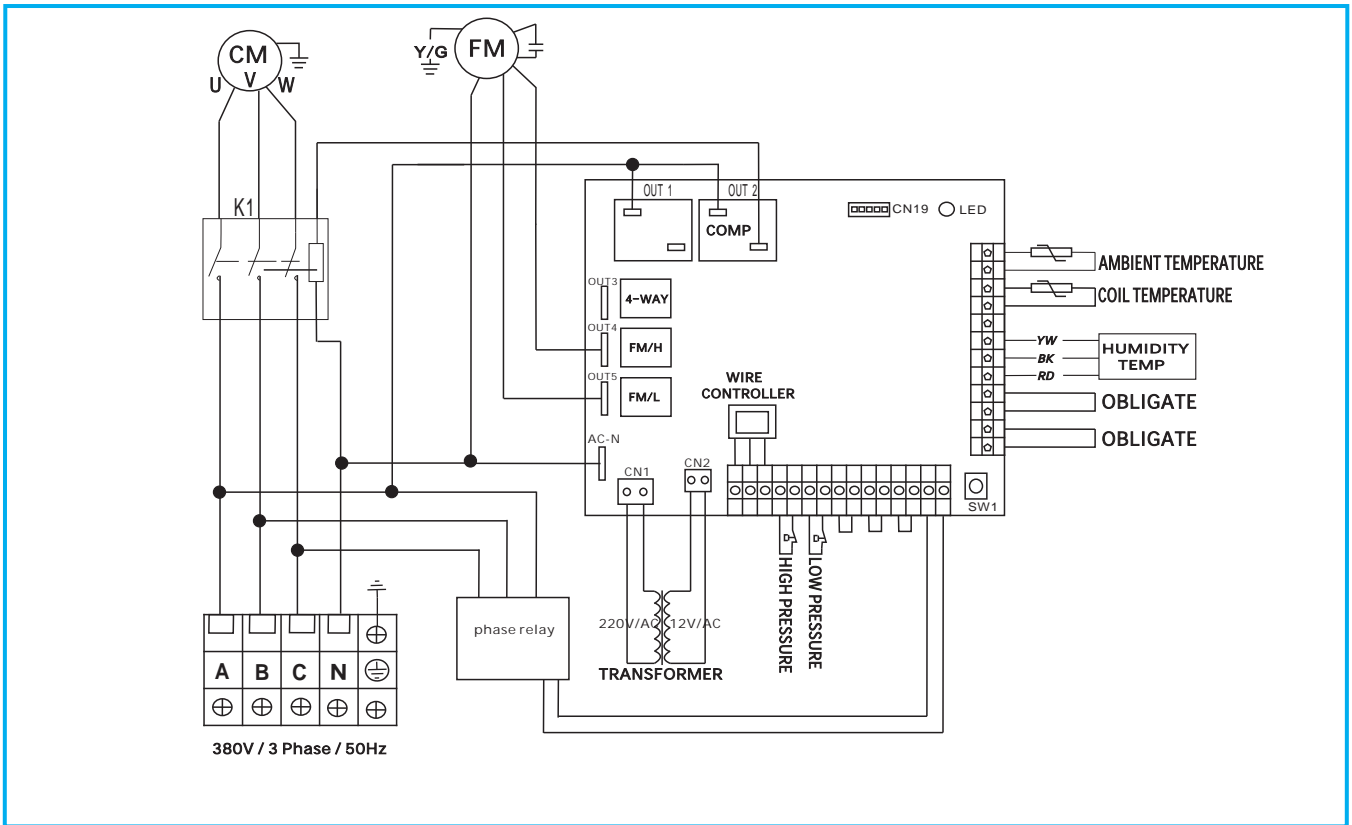 CM
U
V
W
Y/G
FM
K1
OUT 1
OUT 2
COMP
CN19
LED
AMBIENT TEMPERATURE
COIL TEMPERATURE
OUT3
4-WAY
OUT4
FM/H
OUT5
FM/L
YW
BK
RD
HUMIDITY
TEMP
WIRE
CONTROLLER
OBLIGATE
OBLIGATE
AC-N
CN1
CN2
SW1
HIGH PRESSURE
LOW PRESSURE
phase relay
220V/AC
12V/AC
TRANSFORMER
A
B
C
N
380V / 3 Phase / 50Hz